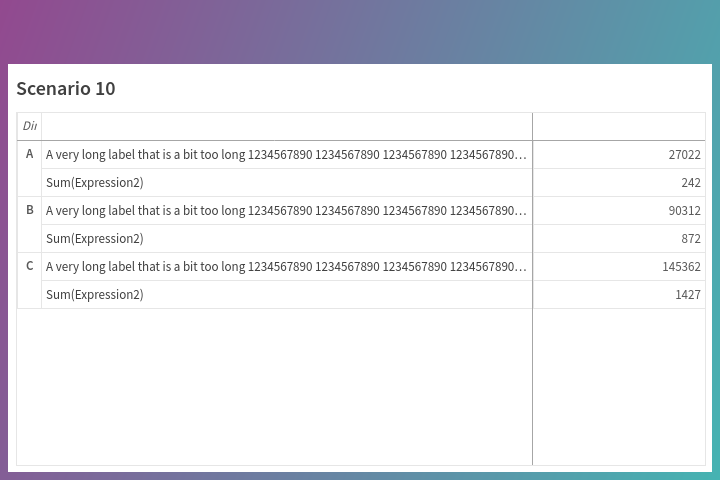 Scenario 10
A A very long label that is a bit too long 1234567890 1234567890 1234567890 1234567890… 27022
Sum(Expression2) 242
B A very long label that is a bit too long 1234567890 1234567890 1234567890 1234567890… 90312
Sum(Expression2) 872
C A very long label that is a bit too long 1234567890 1234567890 1234567890 1234567890… 145362
Sum(Expression2) 1427